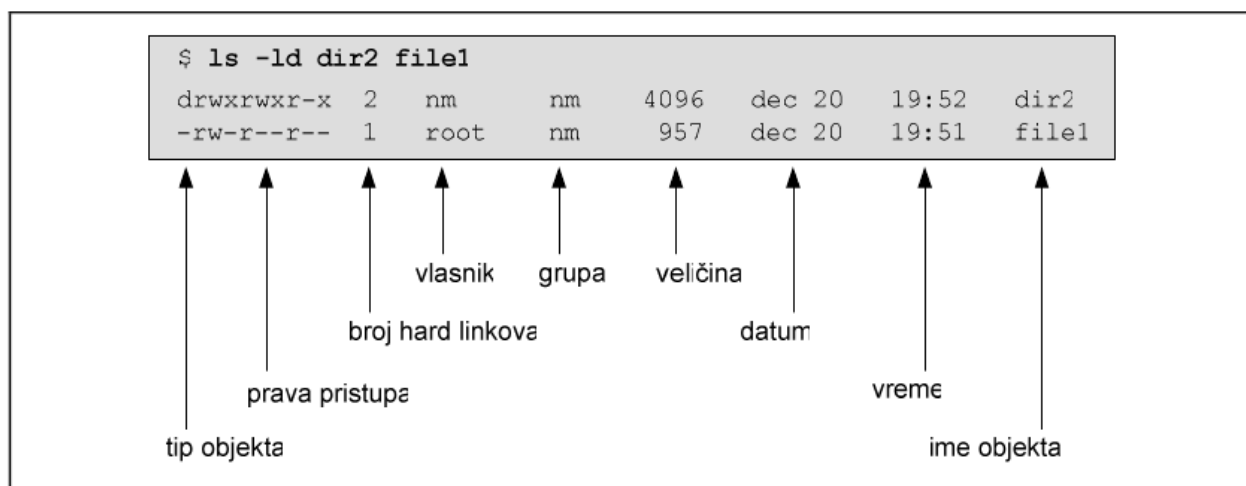 $ ls -ld dir2 file1
drwxrwxr-x 2 nm nm 4096 dec 20 19:52 dir2
-rw-r--r-- 1 root nm 957 dec 20 19:51 file1
vlasnik grupa veličina
broj hard linkova datum
prava pristupa vreme
tip objekta ime objekta